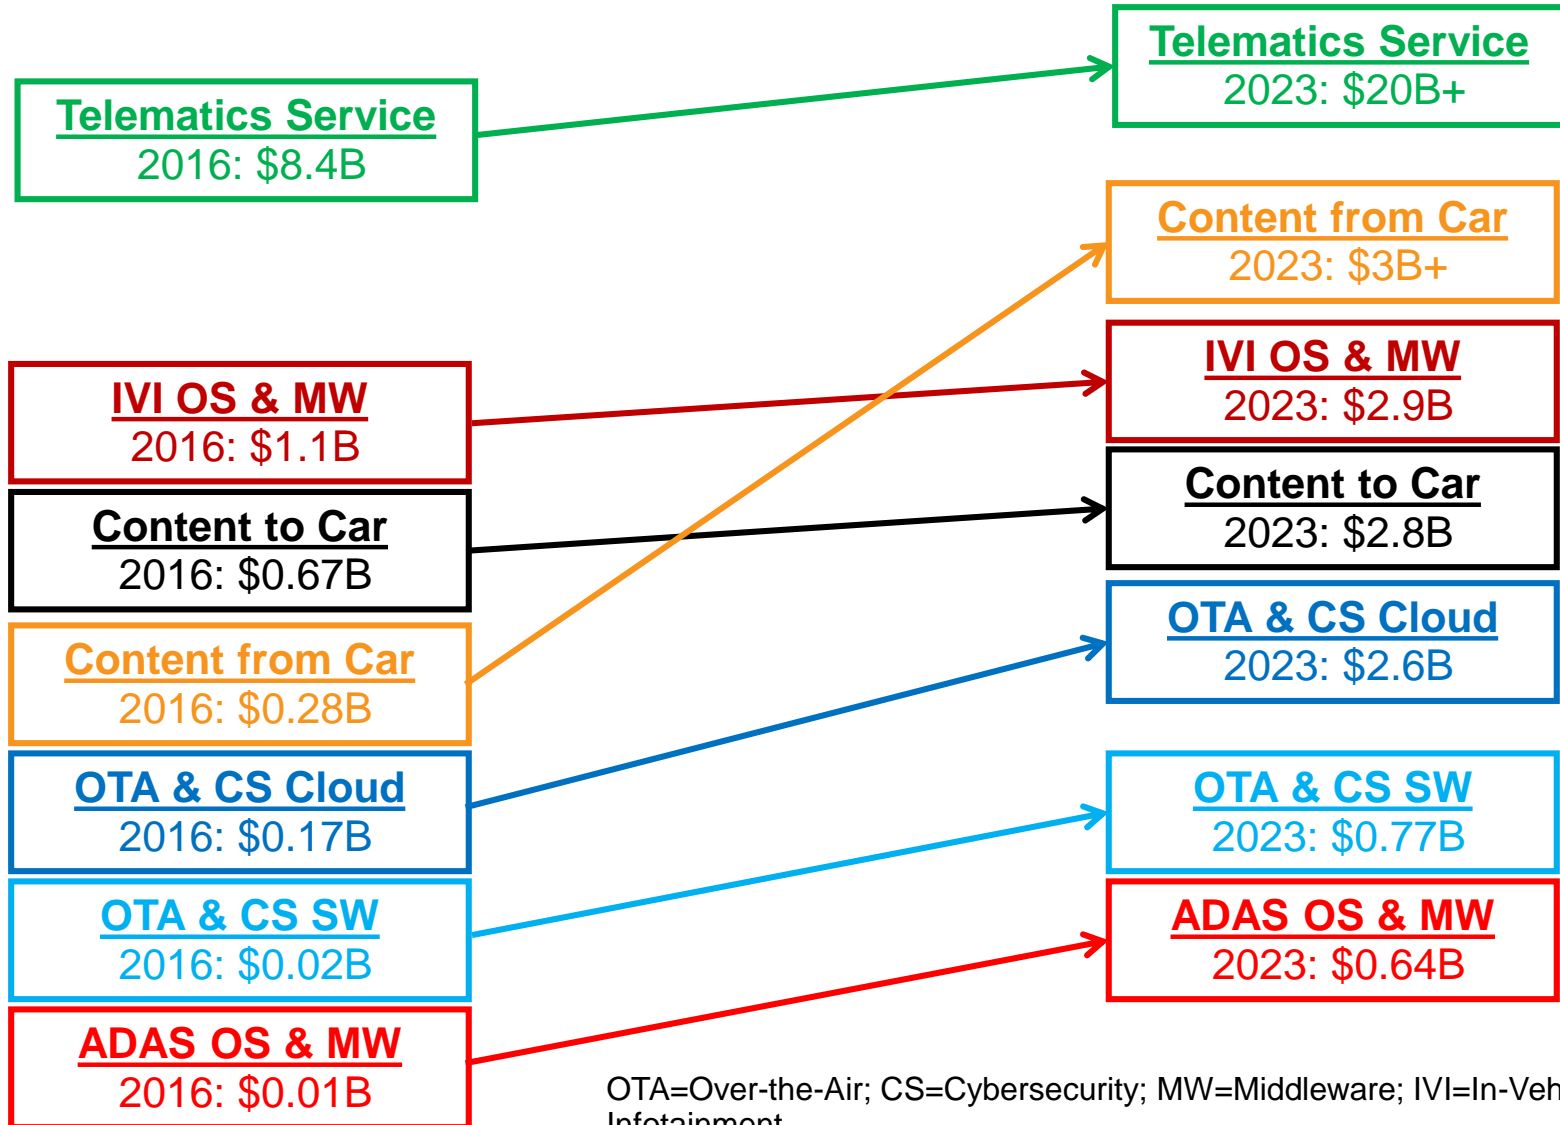 Telematics Service
2016: $8.4B
IVI OS & MW
2016: $1.1B
Content to Car
2016: $0.67B
Content from Car
2016: $0.28B
OTA & CS Cloud
2016: $0.17B
OTA & CS SW
2016: $0.02B
ADAS OS & MW
2016: $0.01B
Telematics Service
2023: $20B+
Content from Car
2023: $3B+
IVI OS & MW
2023: $2.9B
Content to Car
2023: $2.8B
OTA & CS Cloud
2023: $2.6B
OTA & CS SW
2023: $0.77B
ADAS OS & MW
2023: $0.64B
OTA=Over-the-Air; CS=Cybersecurity; MW=Middleware; IVI=In-Veh
Infotainment